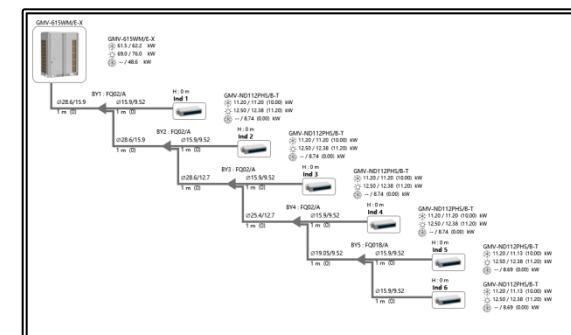 GMV-615WM/E-X
GMV-615WM/E-X
61.5 / 62.2 kW
69.0 / 76.0 kW
-- / 48.6 kW
Ø28.6/15.9
1 m (0)
BY1 : FQ02/A
Ø15.9/9.52
1 m (0)
H : 0 m
Ind 1
GMV-ND112PHS/B-T
11.20 / 11.20 (10.00) kW
12.50 / 12.38 (11.20) kW
-- / 8.74 (0.00) kW
Ø28.6/15.9
1 m (0)
BY2 : FQ02/A
Ø15.9/9.52
1 m (0)
H : 0 m
Ind 2
GMV-ND112PHS/B-T
11.20 / 11.20 (10.00) kW
12.50 / 12.38 (11.20) kW
-- / 8.74 (0.00) kW
Ø28.6/12.7
1 m (0)
BY3 : FQ02/A
Ø15.9/9.52
1 m (0)
H : 0 m
Ind 3
GMV-ND112PHS/B-T
11.20 / 11.20 (10.00) kW
12.50 / 12.38 (11.20) kW
-- / 8.74 (0.00) kW
Ø25.4/12.7
1 m (0)
BY4 : FQ02/A
Ø15.9/9.52
1 m (0)
H : 0 m
Ind 4
GMV-ND112PHS/B-T
11.20 / 11.20 (10.00) kW
12.50 / 12.38 (11.20) kW
-- / 8.74 (0.00) kW
Ø19.05/9.52
1 m (0)
BY5 : FQ01B/A
Ø15.9/9.52
1 m (0)
H : 0 m
Ind 5
GMV-ND112PHS/B-T
11.20 / 11.13 (10.00) kW
12.50 / 12.38 (11.20) kW
-- / 8.69 (0.00) kW
Ø15.9/9.52
1 m (0)
H : 0 m
Ind 6
GMV-ND112PHS/B-T
11.20 / 11.13 (10.00) kW
12.50 / 12.38 (11.20) kW
-- / 8.69 (0.00) kW